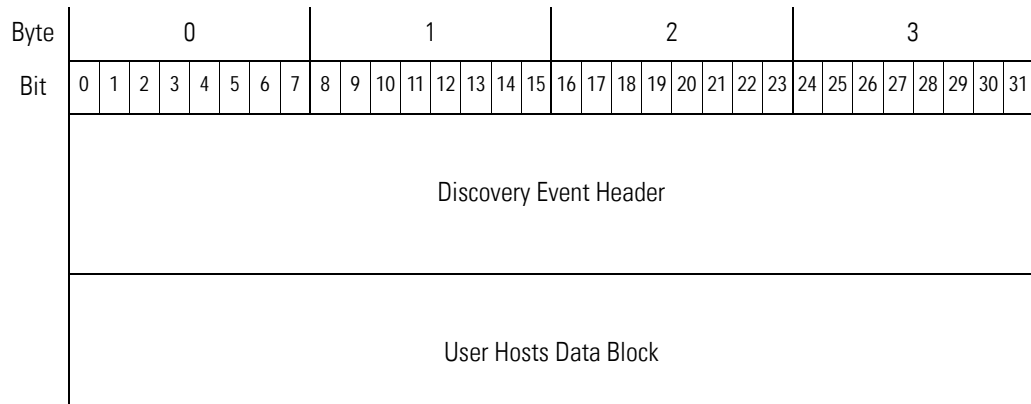 Byte 0 1 2 3
Bit 0 1 2 3 4 5 6 7 8 9 10 11 12 13 14 15 16 17 18 19 20 21 22 23 24 25 26 27 28 29 30 31
Discovery Event Header
User Hosts Data Block